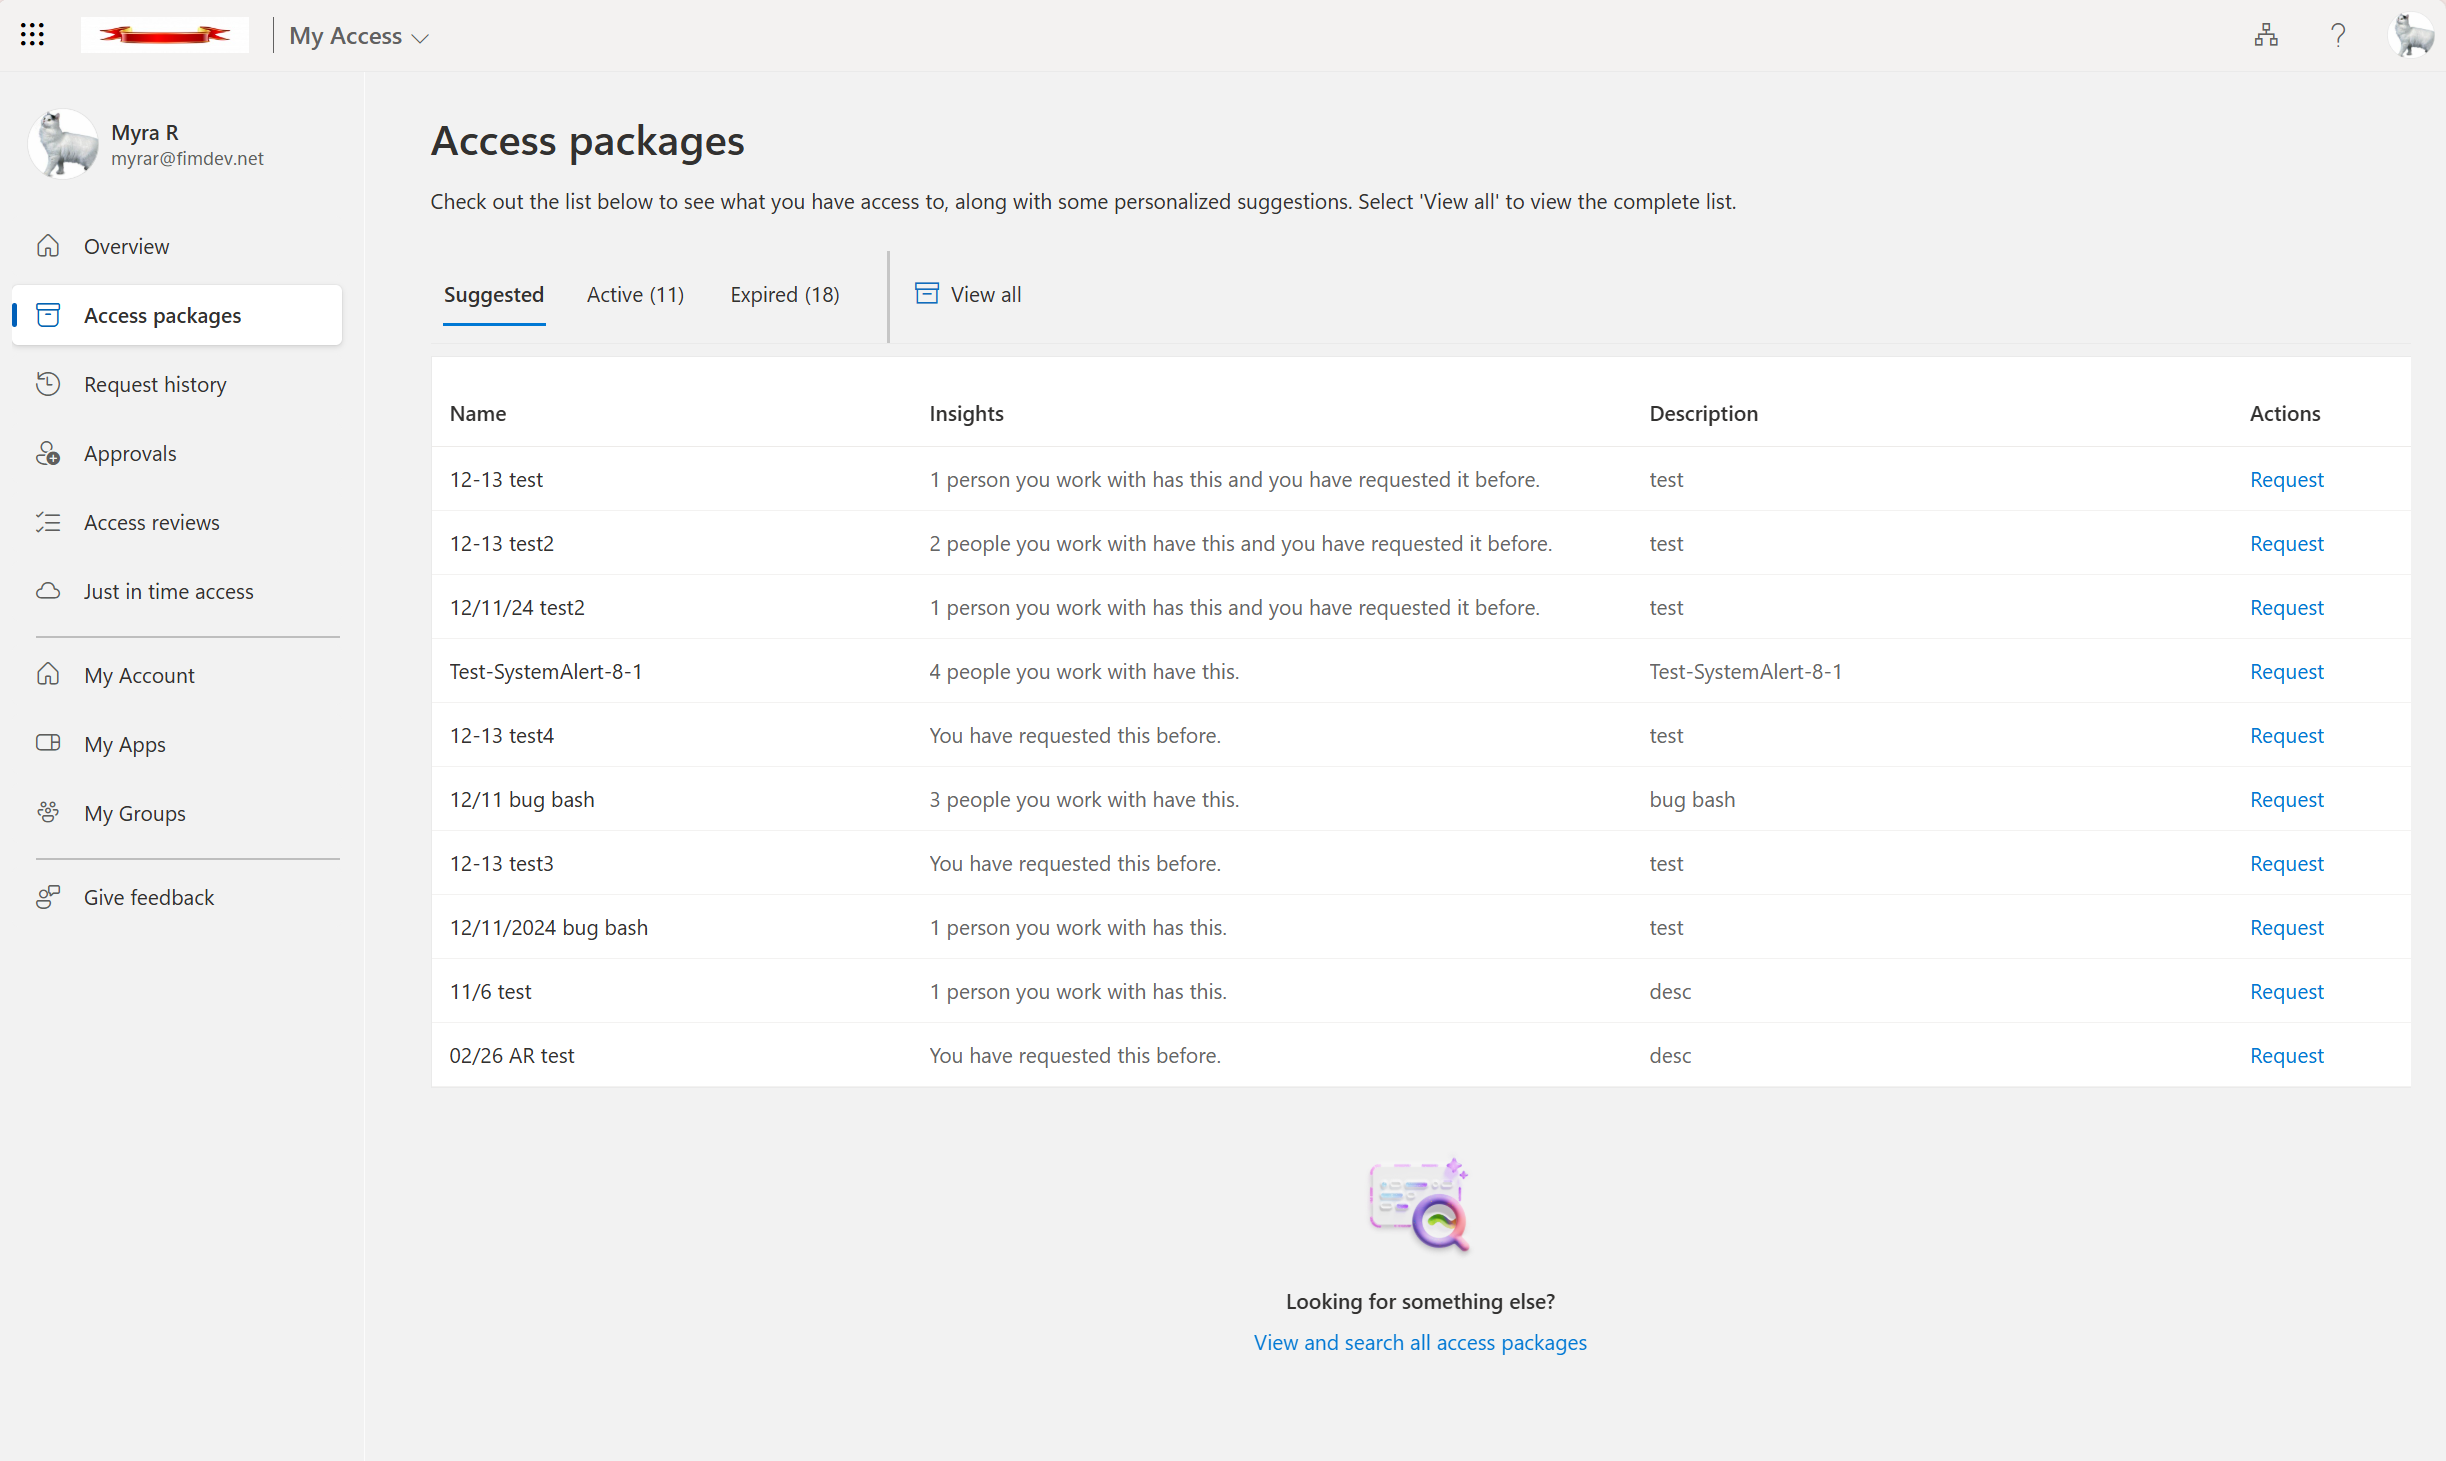 My Access
Myra R
myrar@fimdev.net
Overview
Access packages
Request history
Approvals
Access reviews
Just in time access
My Account
My Apps
My Groups
Give feedback
Access packages
Check out the list below to see what you have access to, along with some personalized suggestions. Select 'View all' to view the complete list.
Suggested Active (11) Expired (18) View all
Name Insights Description Actions
12-13 test 1 person you work with has this and you have requested it before. test Request
12-13 test2 2 people you work with have this and you have requested it before. test Request
12/11/24 test2 1 person you work with has this and you have requested it before. test Request
Test-SystemAlert-8-1 4 people you work with have this. Test-SystemAlert-8-1 Request
12-13 test4 You have requested this before. test Request
12/11 bug bash 3 people you work with have this. bug bash Request
12-13 test3 You have requested this before. test Request
12/11/2024 bug bash 1 person you work with has this. test Request
11/6 test 1 person you work with has this. desc Request
02/26 AR test You have requested this before. desc Request
Looking for something else?
View and search all access packages